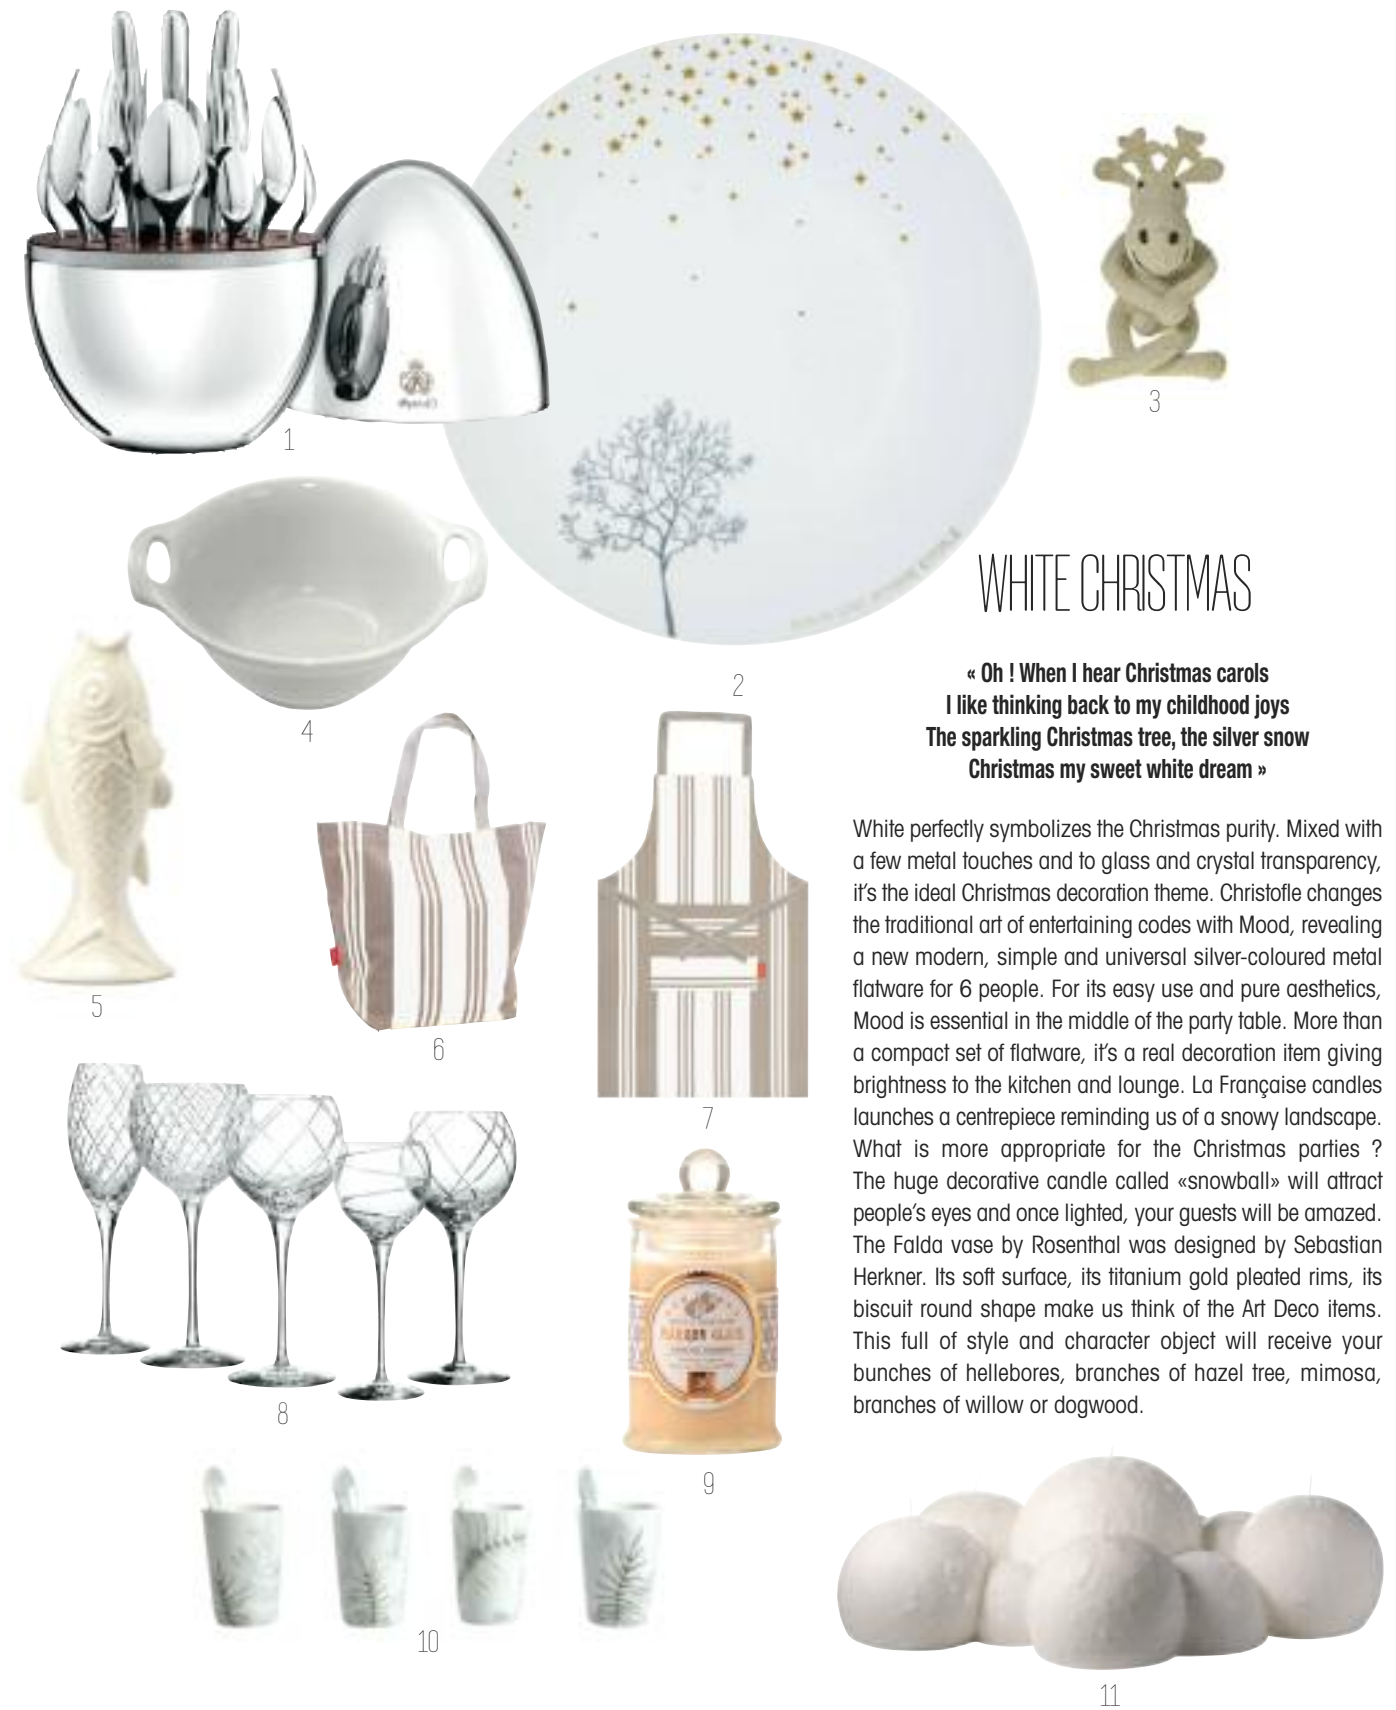 1
2
3
4
5
6
7
8
9
10
11
WHITE CHRISTMAS
« Oh ! When I hear Christmas carols
I like thinking back to my childhood joys
The sparkling Christmas tree, the silver snow
Christmas my sweet white dream »
White perfectly symbolizes the Christmas purity. Mixed with
a few metal touches and to glass and crystal transparency,
it’s the ideal Christmas decoration theme. Christofle changes
the traditional art of entertaining codes with Mood, revealing
a new modern, simple and universal silver-coloured metal
flatware for 6 people. For its easy use and pure aesthetics,
Mood is essential in the middle of the party table. More than
a compact set of flatware, it’s a real decoration item giving
brightness to the kitchen and lounge. La Française candles
launches a centrepiece reminding us of a snowy landscape.
What is more appropriate for the Christmas parties ?
The huge decorative candle called «snowball» will attract
people’s eyes and once lighted, your guests will be amazed.
The Falda vase by Rosenthal was designed by Sebastian
Herkner. Its soft surface, its titanium gold pleated rims, its
biscuit round shape make us think of the Art Deco items.
This full of style and character object will receive your
bunches of hellebores, branches of hazel tree, mimosa,
branches of willow or dogwood.